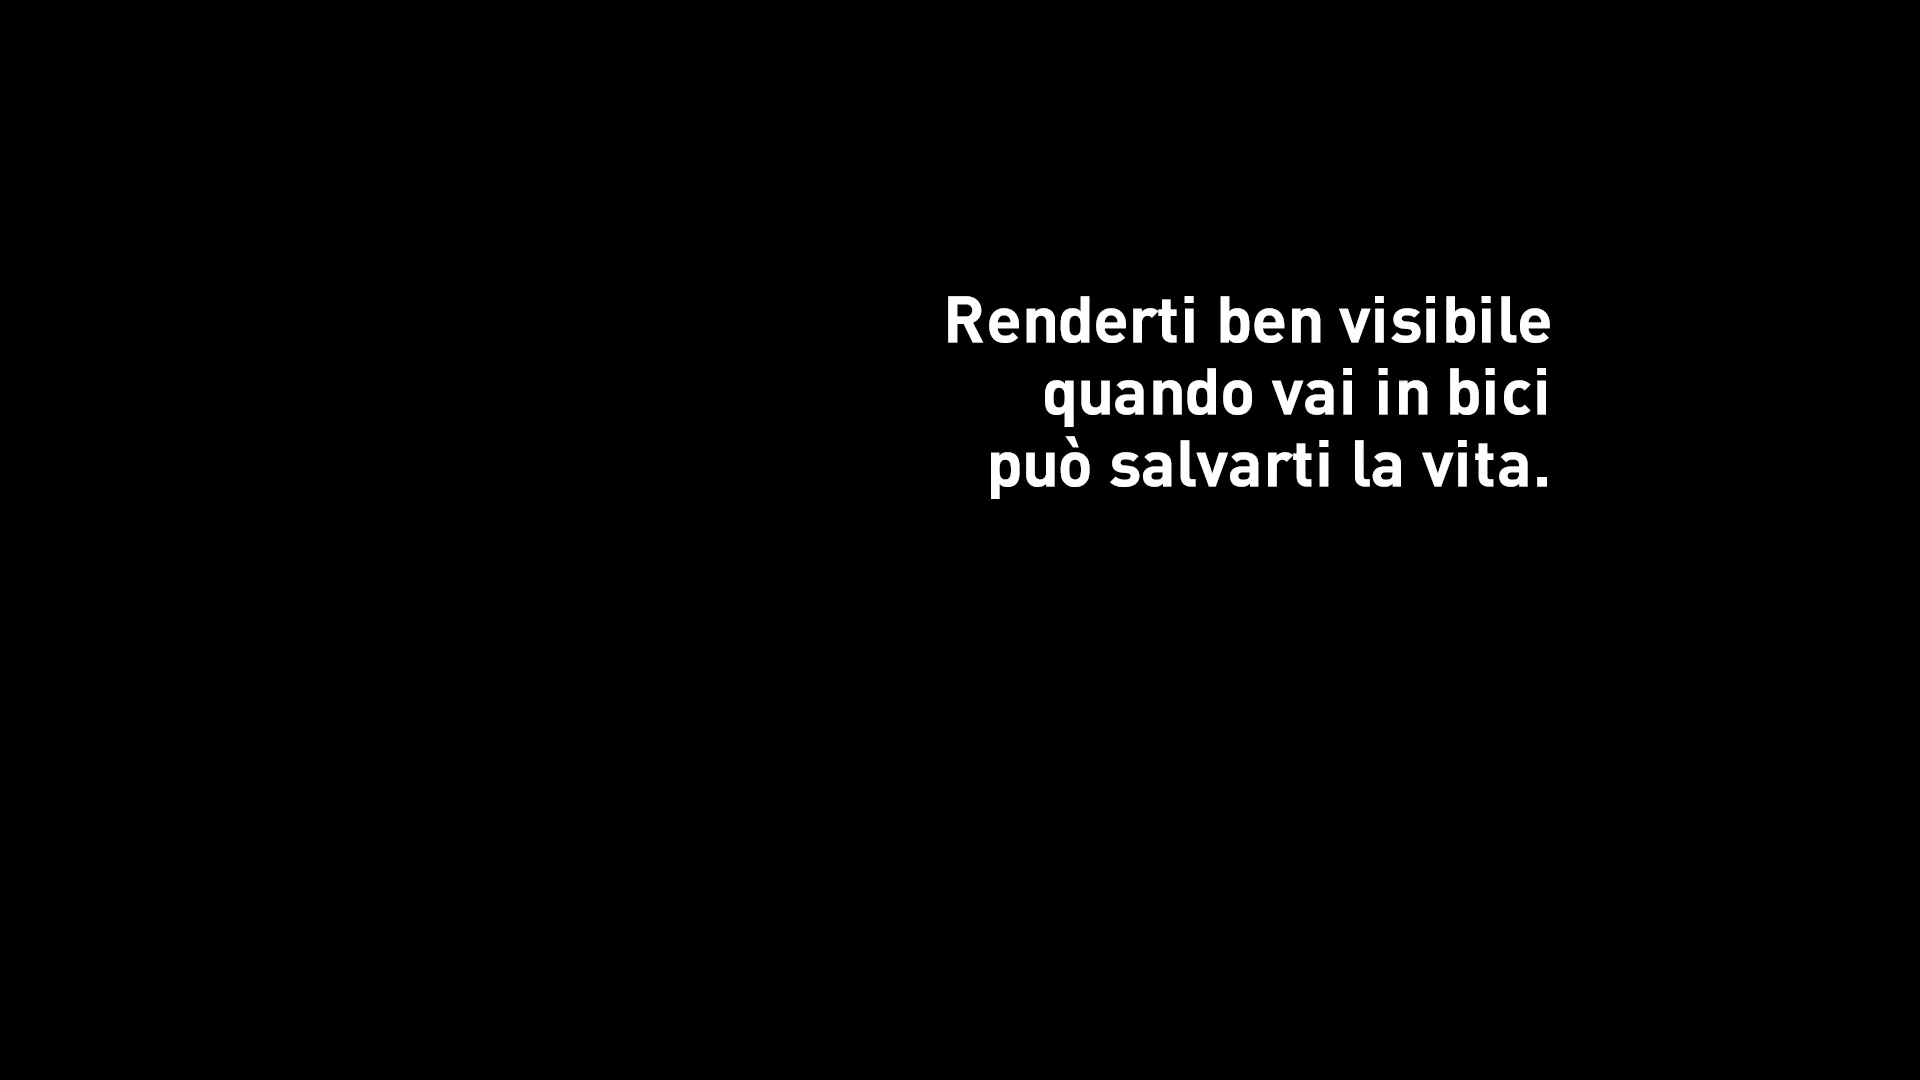 Renderti ben visibile
quando vai in bici
può salvarti la vita.